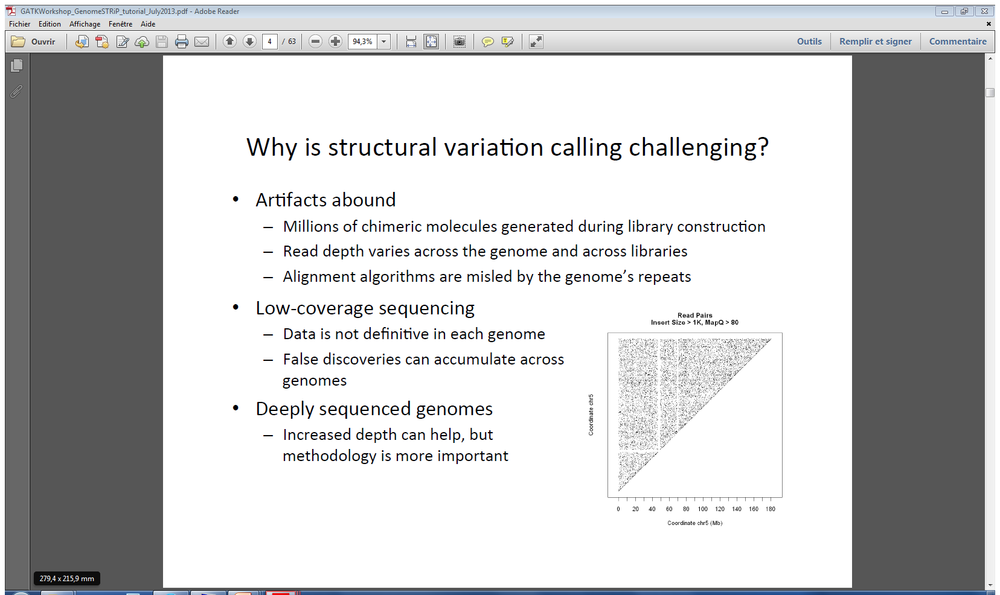 GATKWorkshop_GenomeSTRiP_tutorial_July2013.pdf - Adobe Reader
Fichier Edition Affichage Fenêtre Aide
Ouvrir 4 / 63 94,3% Outils Remplir et signer Commentaire
Why is structural variation calling challenging?
• Artifacts abound
– Millions of chimeric molecules generated during library construction
– Read depth varies across the genome and across libraries
– Alignment algorithms are misled by the genome’s repeats
• Low-coverage sequencing
– Data is not definitive in each genome
– False discoveries can accumulate across
genomes
• Deeply sequenced genomes
– Increased depth can help, but
methodology is more important
Read Pairs
Insert Size > 1K, MapQ > 80
Coordinate chr5
0 20 40 60 80 100 120 140 160 180
Coordinate chr5 (Mb)
279,4 x 215,9 mm